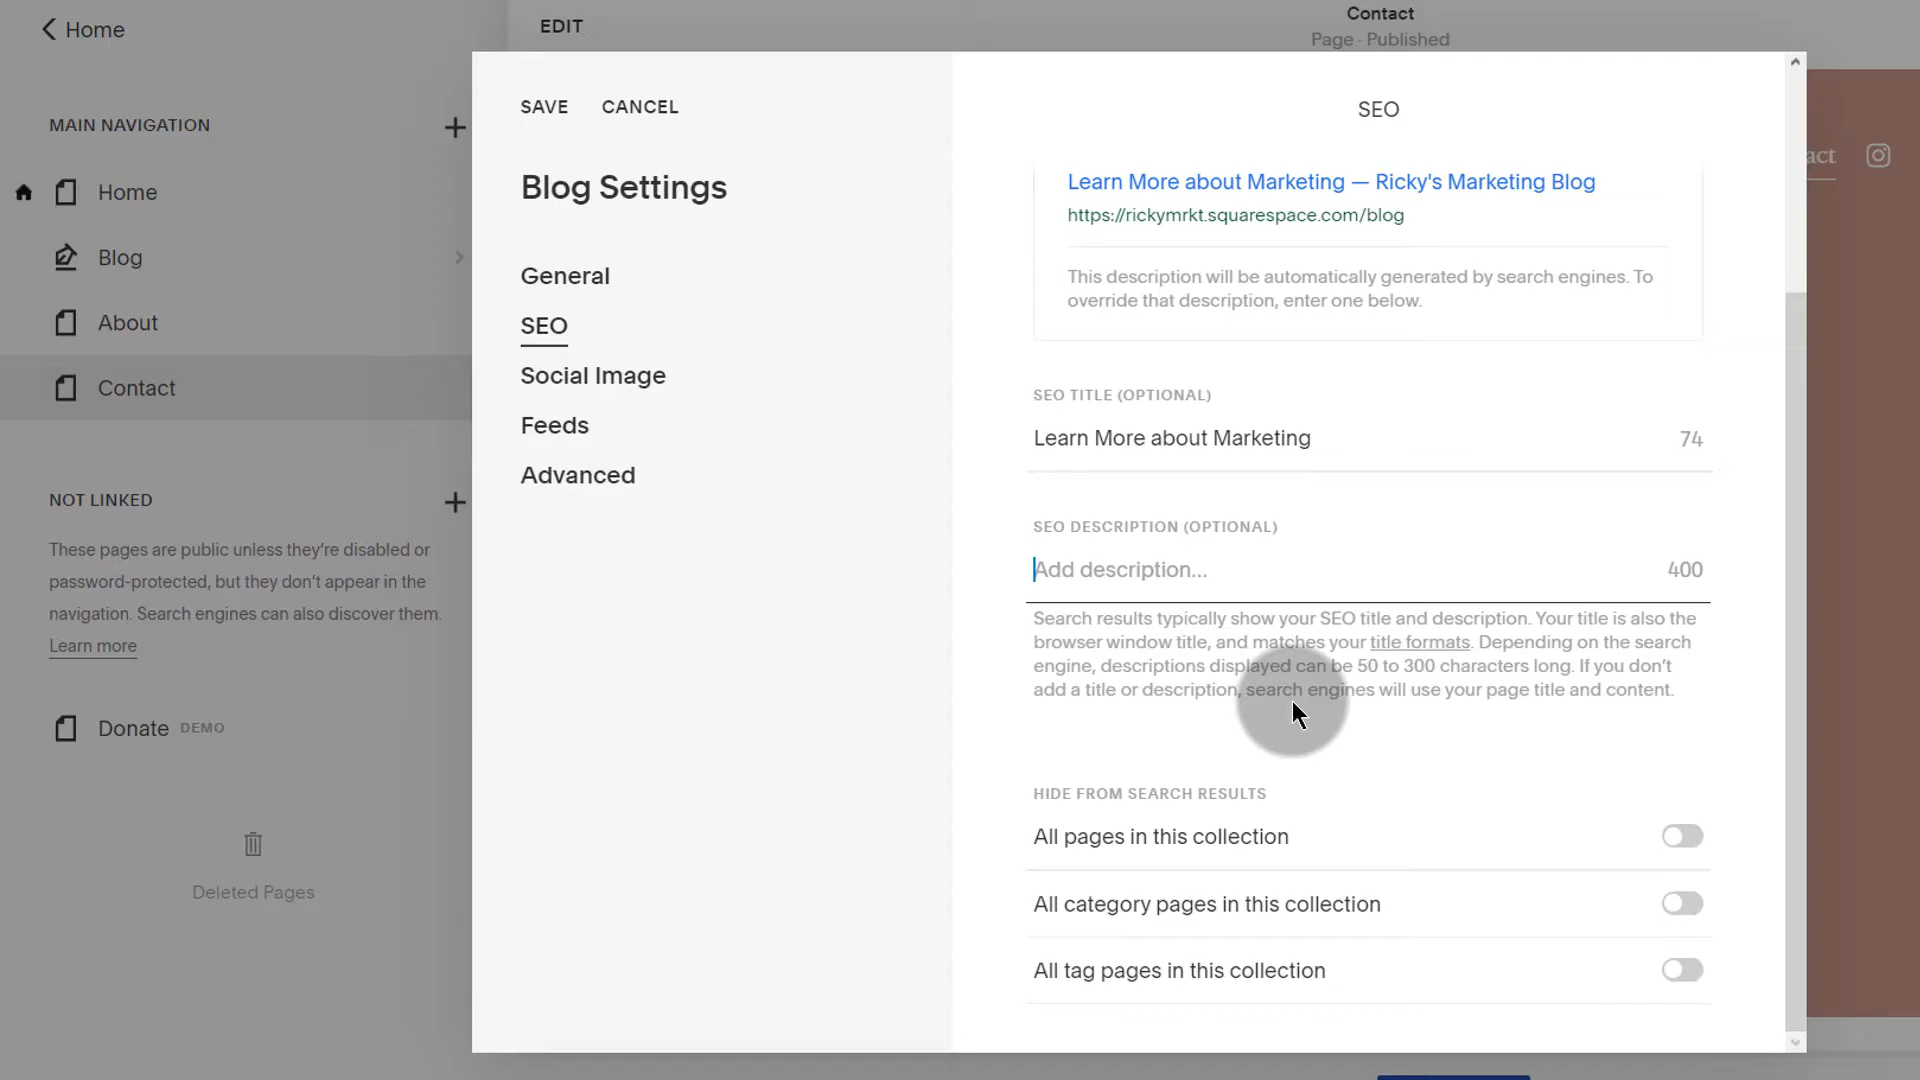 Home
EDIT
Contact
Page · Published
MAIN NAVIGATION
Home
Blog
About
Contact
NOT LINKED
These pages are public unless they’re disabled or
password-protected, but they don’t appear in the
navigation. Search engines can also discover them.
Learn more
Donate DEMO
Deleted Pages
SAVE CANCEL
Blog Settings
General
SEO
Social Image
Feeds
Advanced
SEO
Learn More about Marketing — Ricky's Marketing Blog
https://rickymrkt.squarespace.com/blog
This description will be automatically generated by search engines. To
override that description, enter one below.
SEO TITLE (OPTIONAL)
Learn More about Marketing 74
SEO DESCRIPTION (OPTIONAL)
Add description... 400
Search results typically show your SEO title and description. Your title is also the
browser window title, and matches your title formats. Depending on the search
engine, descriptions displayed can be 50 to 300 characters long. If you don’t
add a title or description, search engines will use your page title and content.
HIDE FROM SEARCH RESULTS
All pages in this collection
All category pages in this collection
All tag pages in this collection
act